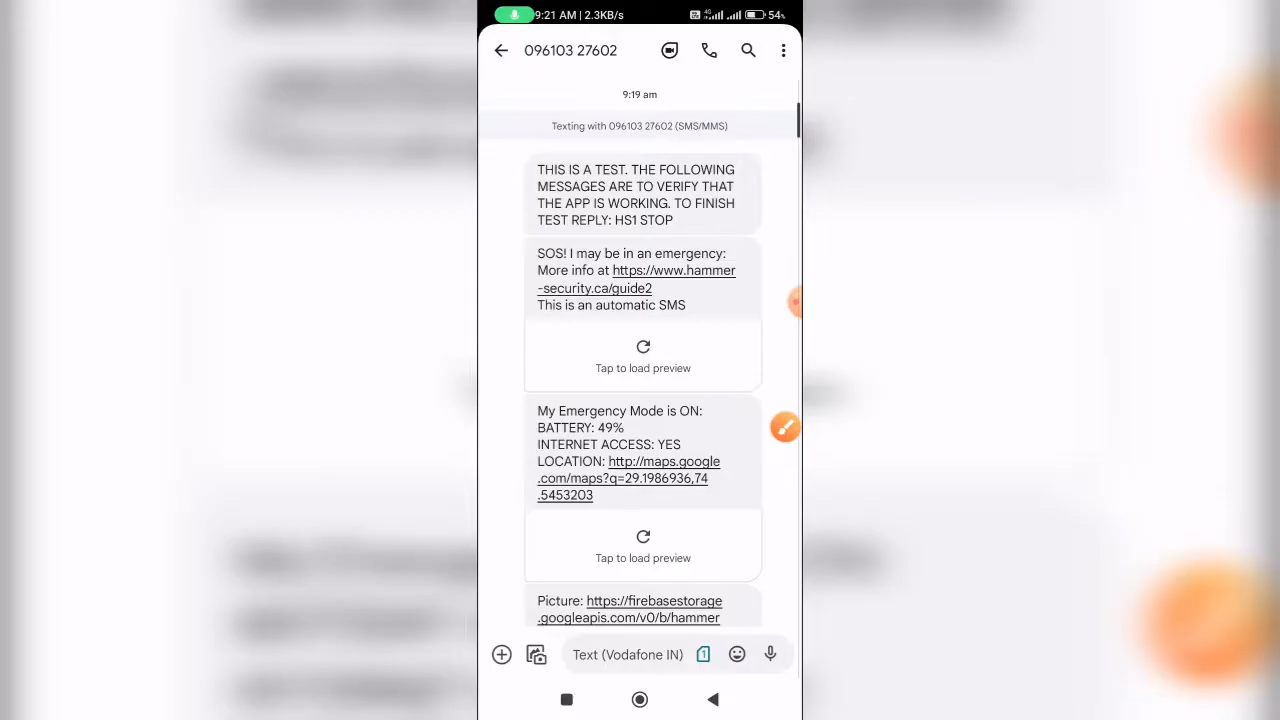 9:21 AM | 2.3KB/s
4G
54%
096103 27602
9:19 am
Texting with 096103 27602 (SMS/MMS)
THIS IS A TEST. THE FOLLOWING
MESSAGES ARE TO VERIFY THAT
THE APP IS WORKING. TO FINISH
TEST REPLY: HS1 STOP
SOS! I may be in an emergency:
More info at https://www.hammer
-security.ca/guide2
This is an automatic SMS
Tap to load preview
My Emergency Mode is ON:
BATTERY: 49%
INTERNET ACCESS: YES
LOCATION: http://maps.google
.com/maps?q=29.1986936,74
.5453203
Tap to load preview
Picture: https://firebasestorage
.googleapis.com/v0/b/hammer
Text (Vodafone IN)
1